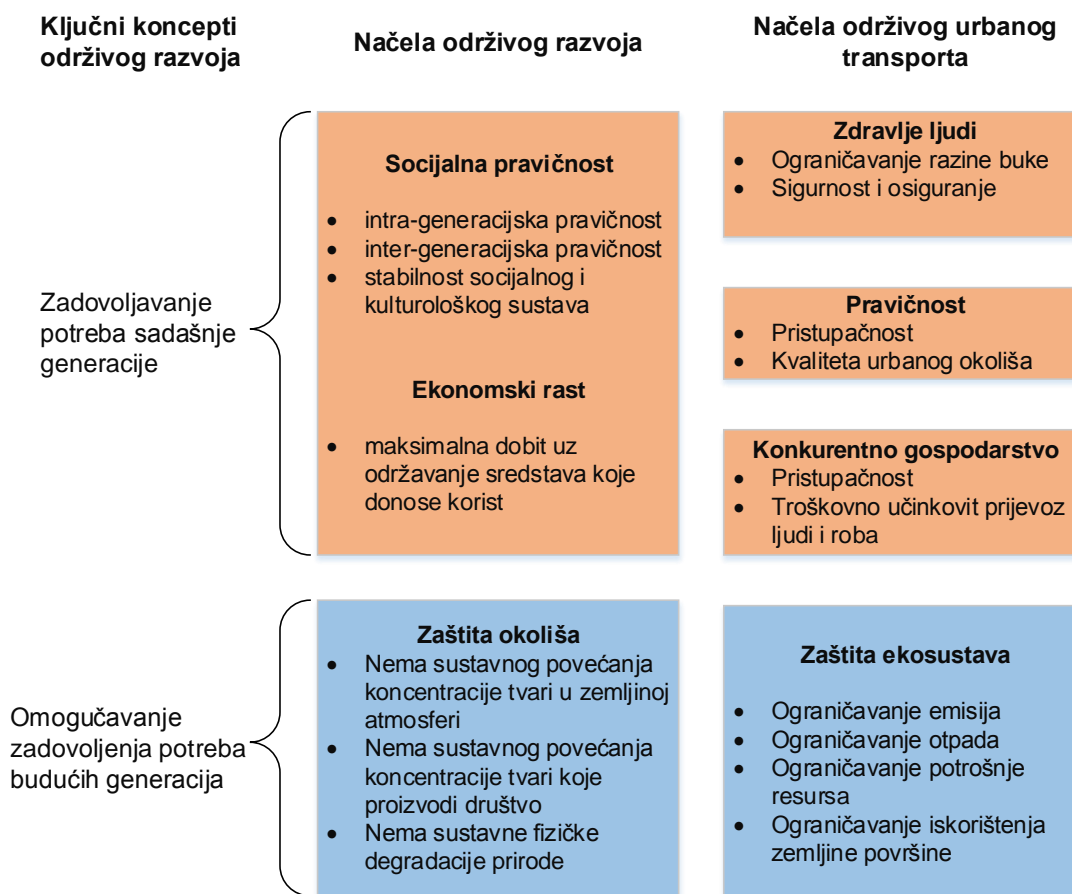 Ključni koncepti
održivog razvoja
Načela održivog razvoja
Načela održivog urbanog
transporta
Zadovoljavanje
potreba sadašnje
generacije
Socijalna pravičnost
• intra-generacijska pravičnost
• inter-generacijska pravičnost
• stabilnost socijalnog i
kulturološkog sustava
Ekonomski rast
• maksimalna dobit uz
održavanje sredstava koje
donose korist
Zdravlje ljudi
• Ograničavanje razine buke
• Sigurnost i osiguranje
Pravičnost
• Pristupačnost
• Kvaliteta urbanog okoliša
Konkurentno gospodarstvo
• Pristupačnost
• Troškovno učinkovit prijevoz
ljudi i roba
Omogučavanje
zadovoljenja potreba
budućih generacija
Zaštita okoliša
• Nema sustavnog povećanja
koncentracije tvari u zemljinoj
atmosferi
• Nema sustavnog povećanja
koncentracije tvari koje
proizvodi društvo
• Nema sustavne fizičke
degradacije prirode
Zaštita ekosustava
• Ograničavanje emisija
• Ograničavanje otpada
• Ograničavanje potrošnje
resursa
• Ograničavanje iskorištenja
zemljine površine